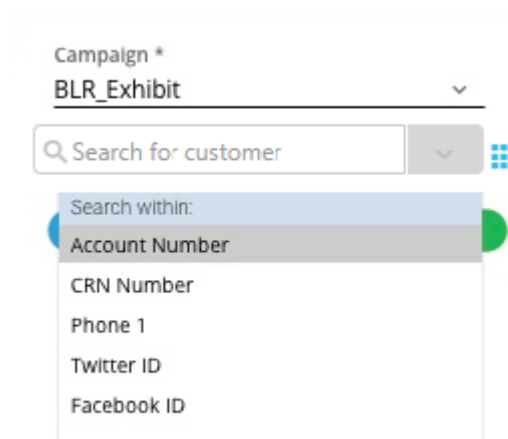 Campaign *
BLR_Exhibit
Search for customer
Search within:
Account Number
CRN Number
Phone 1
Twitter ID
Facebook ID